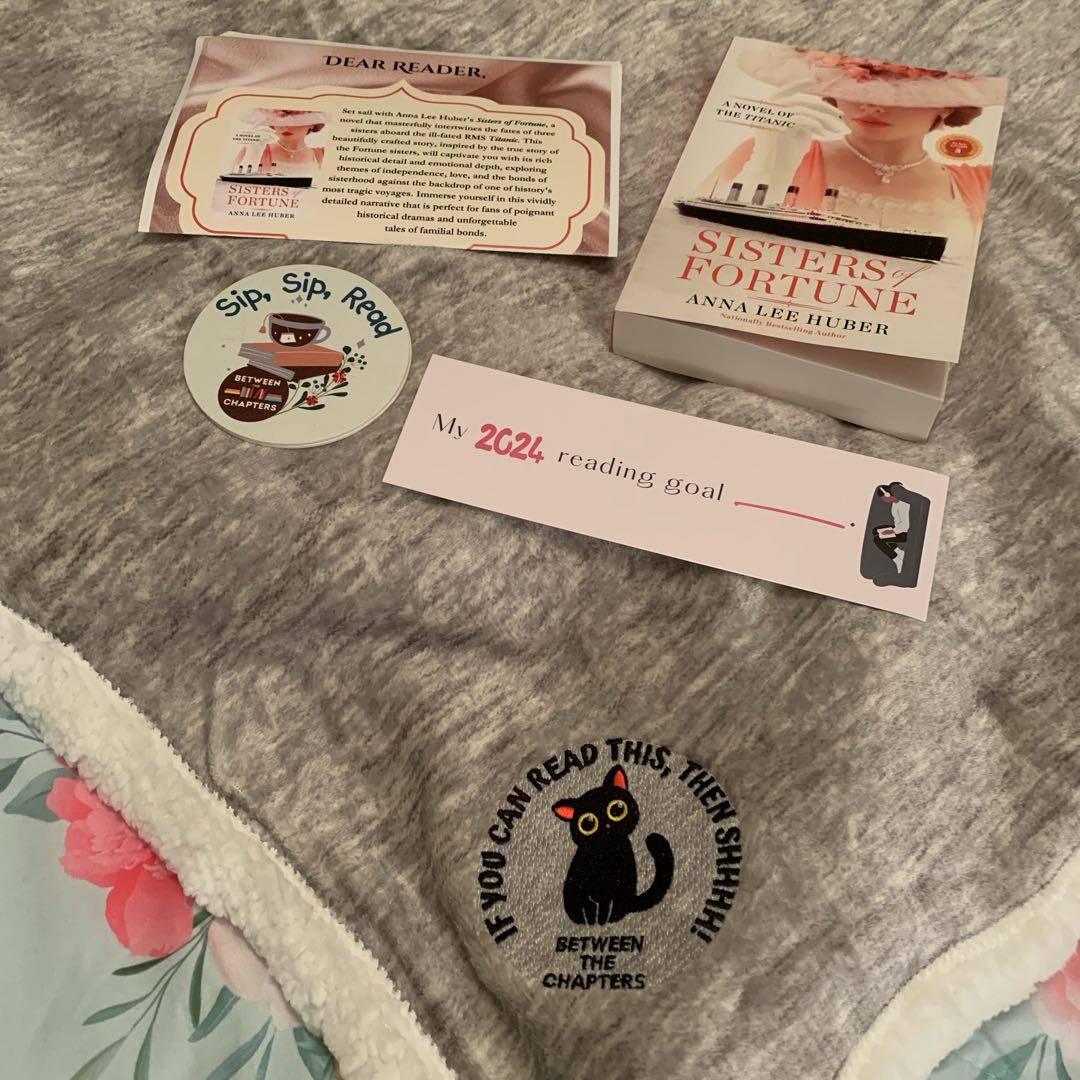 DEAR READER,
Set sail with Anna Lee Huber's Sisters of Fortune, a
novel that masterfully intertwines the fates of three
sisters aboard the ill-fated RMS Titanic. This
beautifully crafted story, inspired by the true story of
the Fortune sisters, will captivate you with its rich
historical detail and emotional depth, exploring
themes of independence, love, and the bonds of
sisterhood against the backdrop of one of history's
most tragic voyages. Immerse yourself in this vividly
detailed narrative that is perfect for fans of poignant
historical dramas and unforgettable
tales of familial bonds.
A NOVEL OF
THE TITANIC
SISTERS of
FORTUNE
ANNA LEE HUBER
A NOVEL OF
THE TITANIC
SISTERS of
FORTUNE
ANNA LEE HUBER
Nationally Bestselling Author
Sip, Sip, Read
BETWEEN
THE
CHAPTERS
My 2024 reading goal
IF YOU CAN READ THIS, THEN SHHHH!
BETWEEN
THE
CHAPTERS